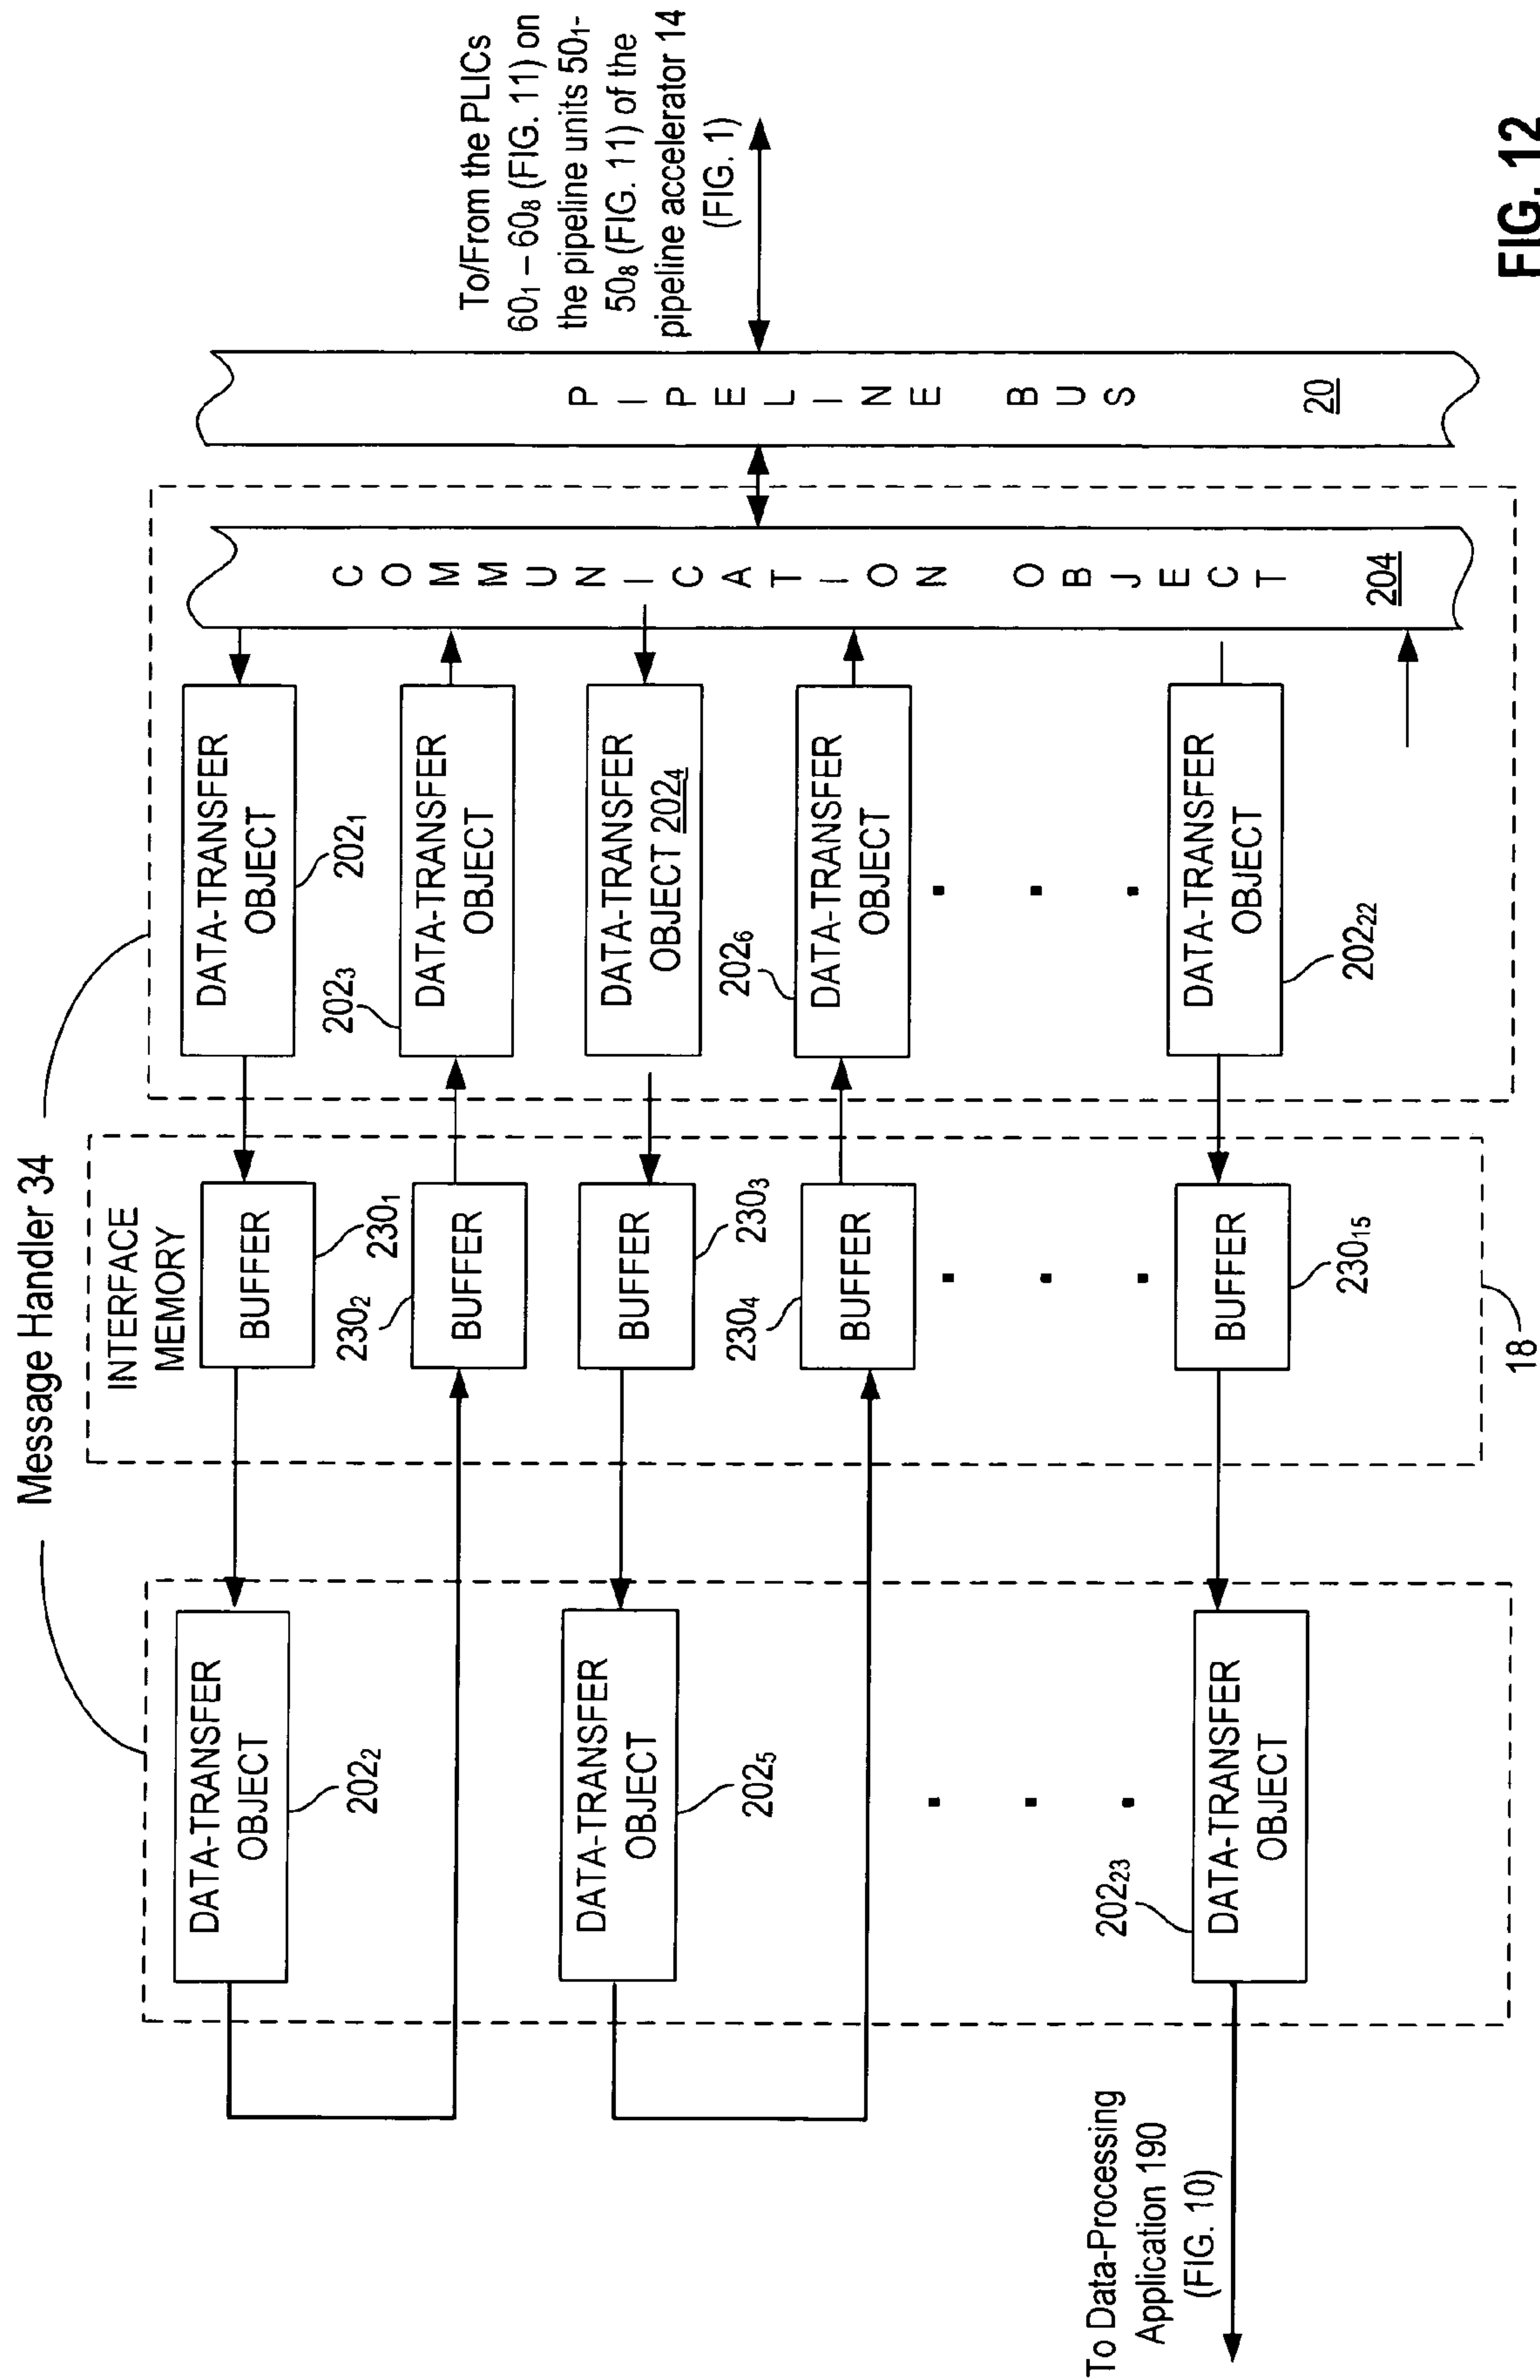 Message Handler 34
To/From the PLICs
60₁ – 60₈ (FIG. 11) on
the pipeline units 50₁-
50₈ (FIG. 11) of the
pipeline accelerator 14
(FIG. 1)
INTERFACE
MEMORY
DATA-TRANSFER
OBJECT
202₂
BUFFER
230₁
DATA-TRANSFER
OBJECT
202₁
230₂
BUFFER
202₃
DATA-TRANSFER
OBJECT
DATA-TRANSFER
OBJECT
202₅
BUFFER
230₃
DATA-TRANSFER
OBJECT 202₄
230₄
BUFFER
202₆
DATA-TRANSFER
OBJECT
202₂₃
DATA-TRANSFER
OBJECT
BUFFER
230₁₅
DATA-TRANSFER
OBJECT
202₂₂
COMMUNICATION OBJECT
204
PIPELINE BUS
20
18
To Data-Processing
Application 190
(FIG. 10)
FIG. 12